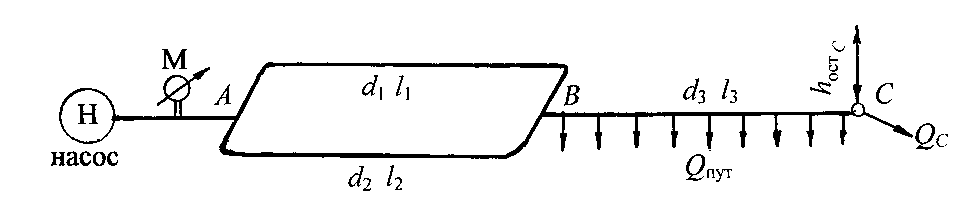 М
Н
насос
A
d₁ l₁
d₂ l₂
B
d₃ l₃
Qпут
hост C
C
QC